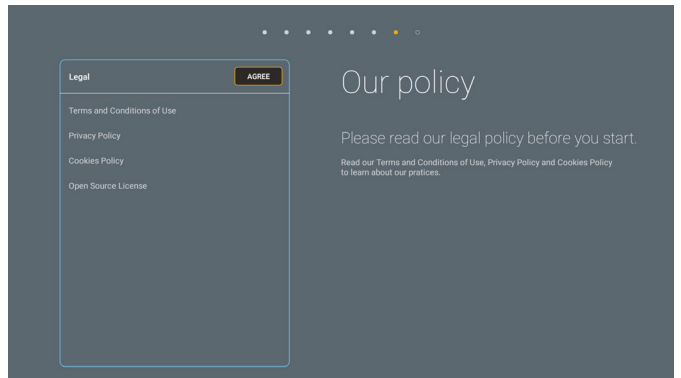 Legal
AGREE
Terms and Conditions of Use
Privacy Policy
Cookies Policy
Open Source License
Our policy
Please read our legal policy before you start.
Read our Terms and Conditions of Use, Privacy Policy and Cookies Policy
to learn about our pratices.